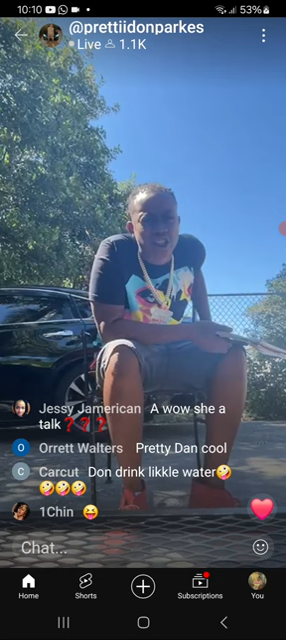 10:10
53%
@prettiidonparkes
Live 1.1K
Jessy Jamerican A wow she a
talk❓❓❓
O Orrett Walters Pretty Dan cool
C Carcut Don drink likkle water🤪
🤪🤪🤪
1Chin 😝
Chat...
Home Shorts Subscriptions You